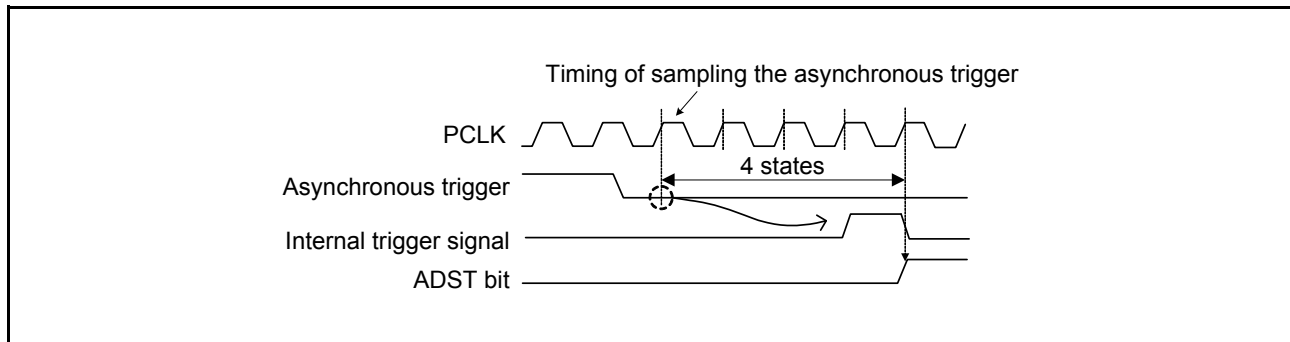 Timing of sampling the asynchronous trigger
PCLK
4 states
Asynchronous trigger
Internal trigger signal
ADST bit